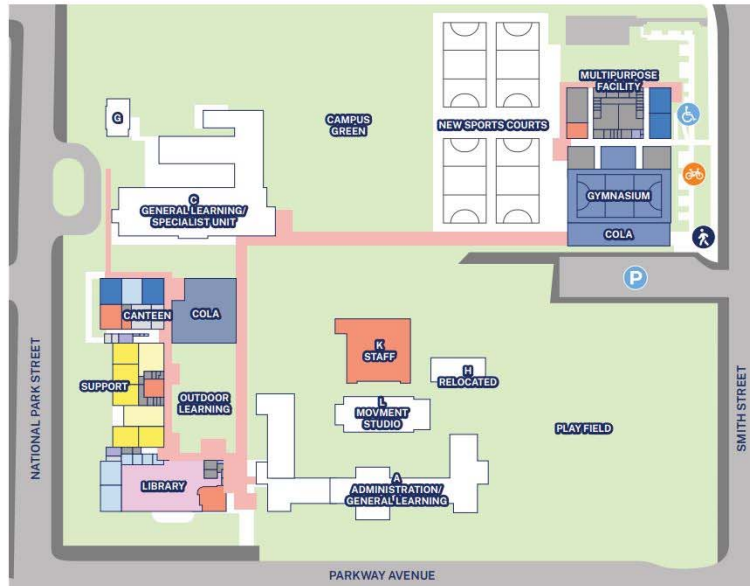 MULTIPURPOSE
FACILITY
G
CAMPUS
GREEN
NEW SPORTS COURTS
C
GENERAL LEARNING/
SPECIALIST UNIT
GYMNASIUM
COLA
P
CANTEEN
COLA
K
STAFF
H
RELOCATED
SUPPORT
OUTDOOR
LEARNING
L
MOVMENT
STUDIO
PLAY FIELD
NATIONAL PARK STREET
SMITH STREET
LIBRARY
A
ADMINISTRATION/
GENERAL LEARNING
PARKWAY AVENUE